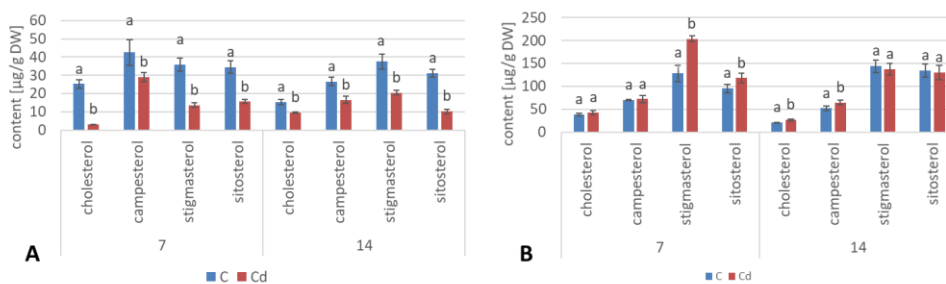 60
50
40
30
20
10
0
content [µg/g DW]
a
b
a
b
a
b
a
b
a
b
a
b
a
b
a
b
cholesterol
campesterol
stigmasterol
sitosterol
cholesterol
campesterol
stigmasterol
sitosterol
7
14
A
C Cd
250
200
150
100
50
0
content [µg/g DW]
a
a
a
a
a
b
a
b
a
b
a
b
a
a
a
a
cholesterol
campesterol
stigmasterol
sitosterol
cholesterol
campesterol
stigmasterol
sitosterol
7
14
B
C Cd